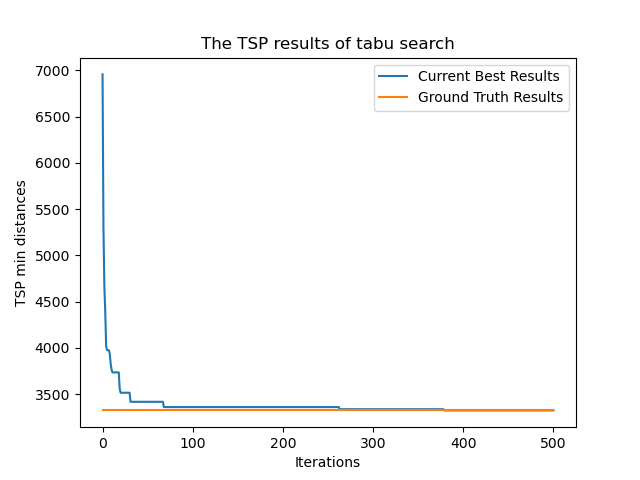 The TSP results of tabu search
Current Best Results
Ground Truth Results
TSP min distances
7000
6500
6000
5500
5000
4500
4000
3500
0 100 200 300 400 500
Iterations